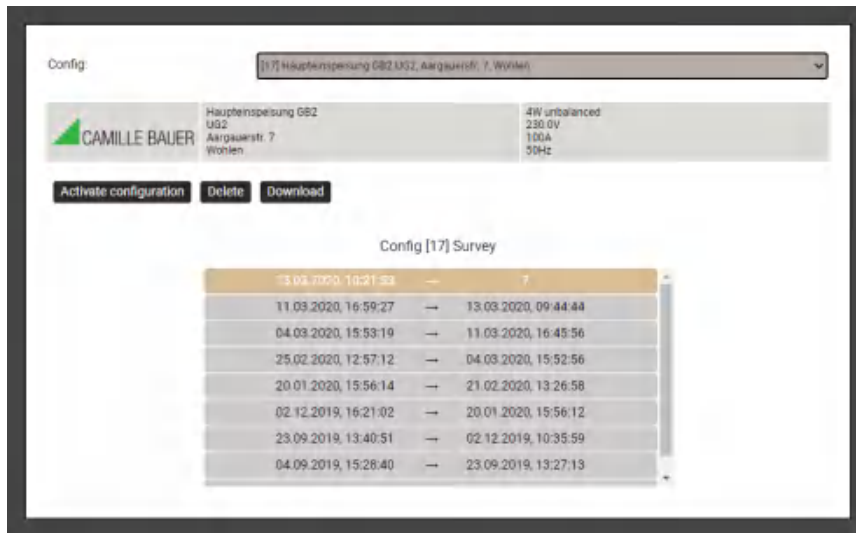 Config:
[17] Haupteinspeisung GB2 UG2, Aargauerstr. 7, Wohlen
CAMILLE BAUER
Haupteinspeisung GB2
UG2
Aargauerstr. 7
Wohlen
4W unbalanced
230.0V
100A
50Hz
Activate configuration Delete Download
Config [17] Survey
13.03.2020, 10:21:53 → ?
11.03.2020, 16:59:27 → 13.03.2020, 09:44:44
04.03.2020, 15:53:19 → 11.03.2020, 16:45:56
25.02.2020, 12:57:12 → 04.03.2020, 15:52:56
20.01.2020, 15:56:14 → 21.02.2020, 13:26:58
02.12.2019, 16:21:02 → 20.01.2020, 15:56:12
23.09.2019, 13:40:51 → 02.12.2019, 10:35:59
04.09.2019, 15:28:40 → 23.09.2019, 13:27:13